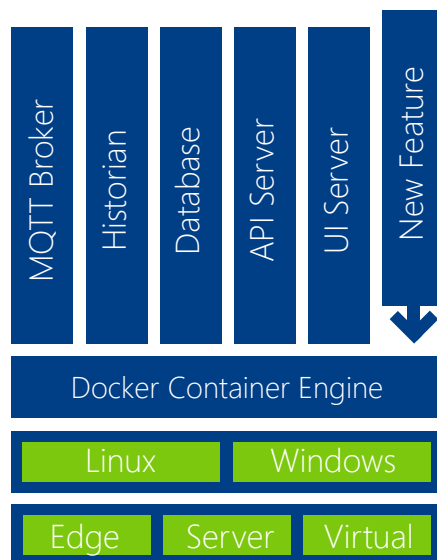 MQTT Broker
Historian
Database
API Server
UI Server
New Feature
Docker Container Engine
Linux
Windows
Edge
Server
Virtual